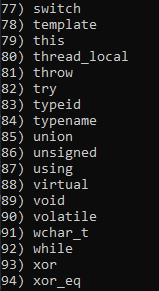 77) switch
78) template
79) this
80) thread_local
81) throw
82) try
83) typeid
84) typename
85) union
86) unsigned
87) using
88) virtual
89) void
90) volatile
91) wchar_t
92) while
93) xor
94) xor_eq